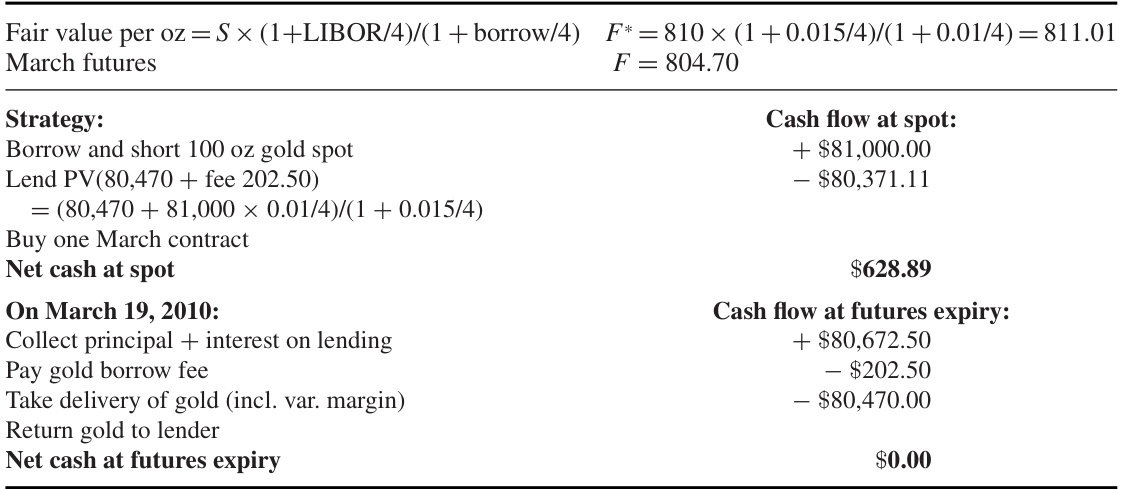 Fair value per oz = S × (1+LIBOR/4)/(1 + borrow/4) F* = 810 × (1 + 0.015/4)/(1 + 0.01/4) = 811.01
March futures F = 804.70
Strategy: Cash flow at spot:
Borrow and short 100 oz gold spot + $81,000.00
Lend PV(80,470 + fee 202.50) − $80,371.11
= (80,470 + 81,000 × 0.01/4)/(1 + 0.015/4)
Buy one March contract
Net cash at spot $628.89
On March 19, 2010: Cash flow at futures expiry:
Collect principal + interest on lending + $80,672.50
Pay gold borrow fee − $202.50
Take delivery of gold (incl. var. margin) − $80,470.00
Return gold to lender
Net cash at futures expiry $0.00